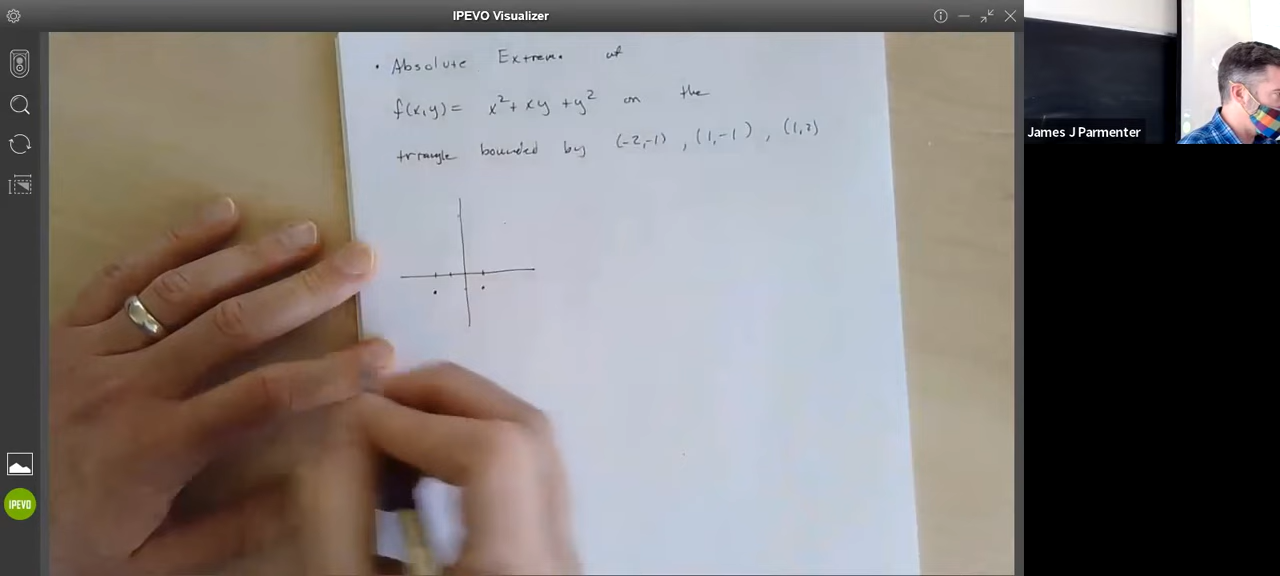 IPEVO Visualizer
• Absolute Extrema of
f(x,y) = x² + xy + y² on the
triangle bounded by (-2,-1), (1,-1), (1,2)
James J Parmenter
IPEVO